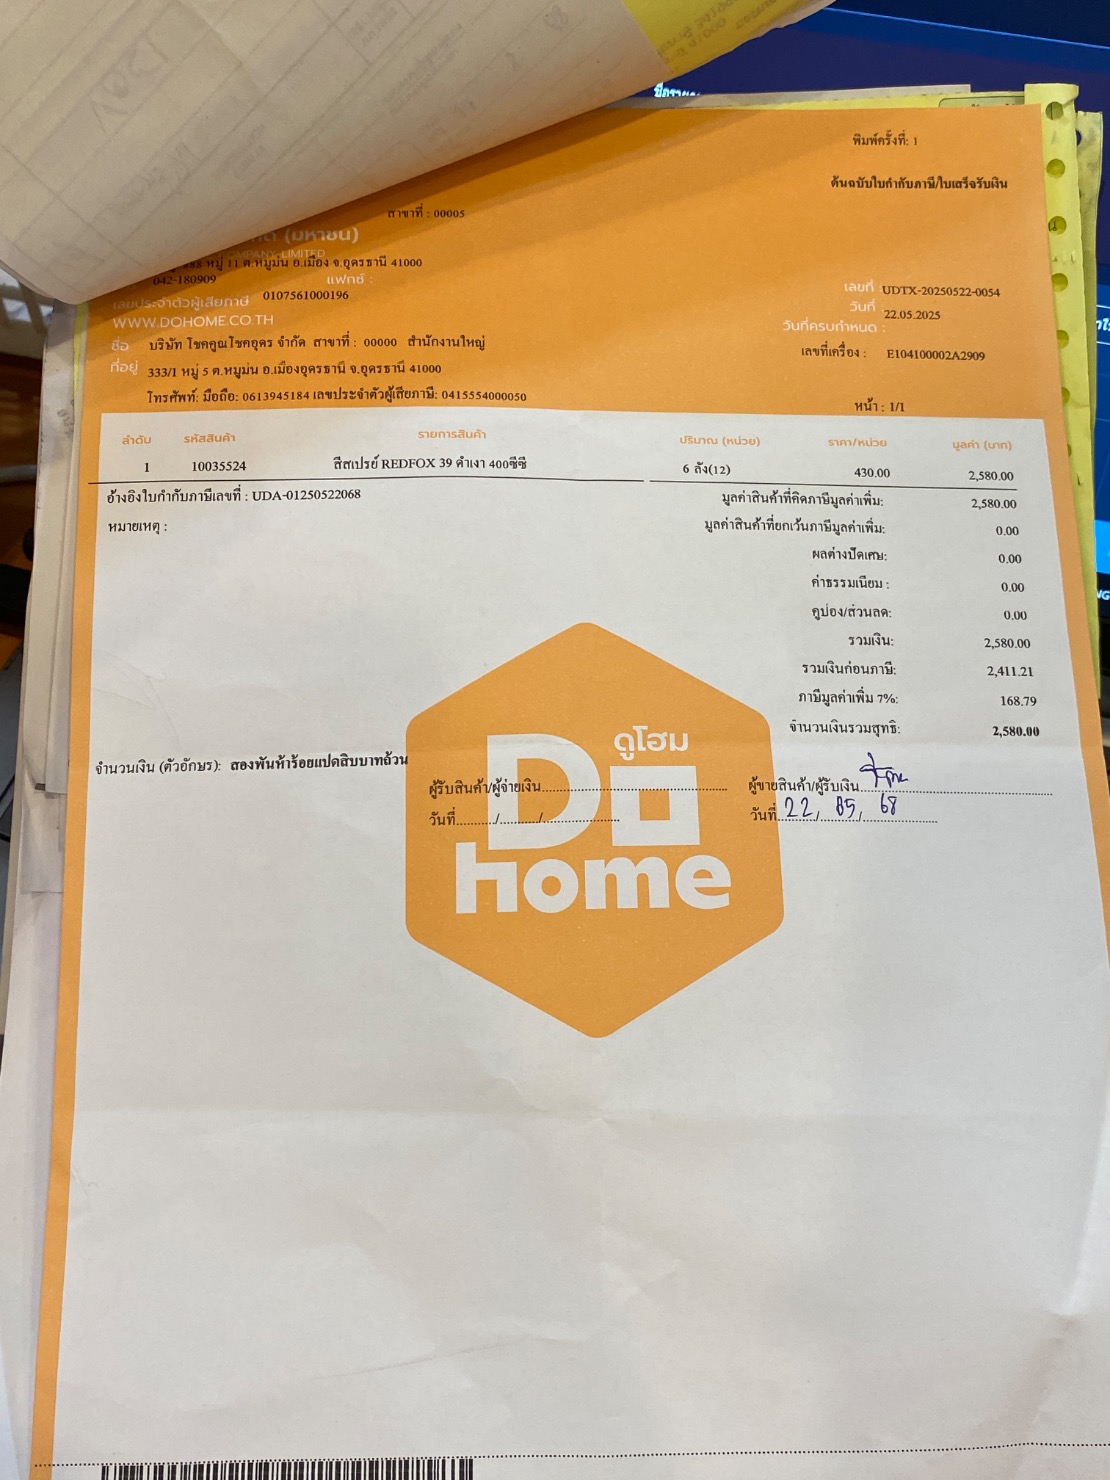 พิมพ์ครั้งที่: 1
ต้นฉบับใบกำกับภาษี/ใบเสร็จรับเงิน
สาขาที่ : 00005
(มหาชน)
COMPANY LIMITED
888 หมู่ 11 ต.หมูม่น อ.เมือง จ.อุดรธานี 41000
042-180909 แฟกซ์ :
เลขประจำตัวผู้เสียภาษี 0107561000196
WWW.DOHOME.CO.TH
เลขที่ :UDTX-20250522-0054
วันที่ : 22.05.2025
วันที่ครบกำหนด :
เลขที่เครื่อง : E104100002A2909
ชื่อ บริษัท โชคคูณโชคอุดร จำกัด สาขาที่ : 00000 สำนักงานใหญ่
ที่อยู่ 333/1 หมู่ 5 ต.หมูม่น อ.เมืองอุดรธานี จ.อุดรธานี 41000
โทรศัพท์: มือถือ: 0613945184 เลขประจำตัวผู้เสียภาษี: 0415554000050
หน้า : 1/1
ลำดับ รหัสสินค้า รายการสินค้า ปริมาณ (หน่วย) ราคา/หน่วย มูลค่า (บาท)
1 10035524 สีสเปรย์ REDFOX 39 ดำเงา 400ซีซี 6 ลัง(12) 430.00 2,580.00
อ้างอิงใบกำกับภาษีเลขที่ : UDA-01250522068
หมายเหตุ :
มูลค่าสินค้าที่คิดภาษีมูลค่าเพิ่ม: 2,580.00
มูลค่าสินค้าที่ยกเว้นภาษีมูลค่าเพิ่ม: 0.00
ผลต่างปัดเศษ: 0.00
ค่าธรรมเนียม : 0.00
คูปอง/ส่วนลด: 0.00
รวมเงิน: 2,580.00
รวมเงินก่อนภาษี: 2,411.21
ภาษีมูลค่าเพิ่ม 7%: 168.79
จำนวนเงินรวมสุทธิ: 2,580.00
จำนวนเงิน (ตัวอักษร): สองพันห้าร้อยแปดสิบบาทถ้วน
ดูโฮม
Do
home
ผู้รับสินค้า/ผู้จ่ายเงิน
วันที่ / /
ผู้ขายสินค้า/ผู้รับเงิน
วันที่ 22 / 05 / 68